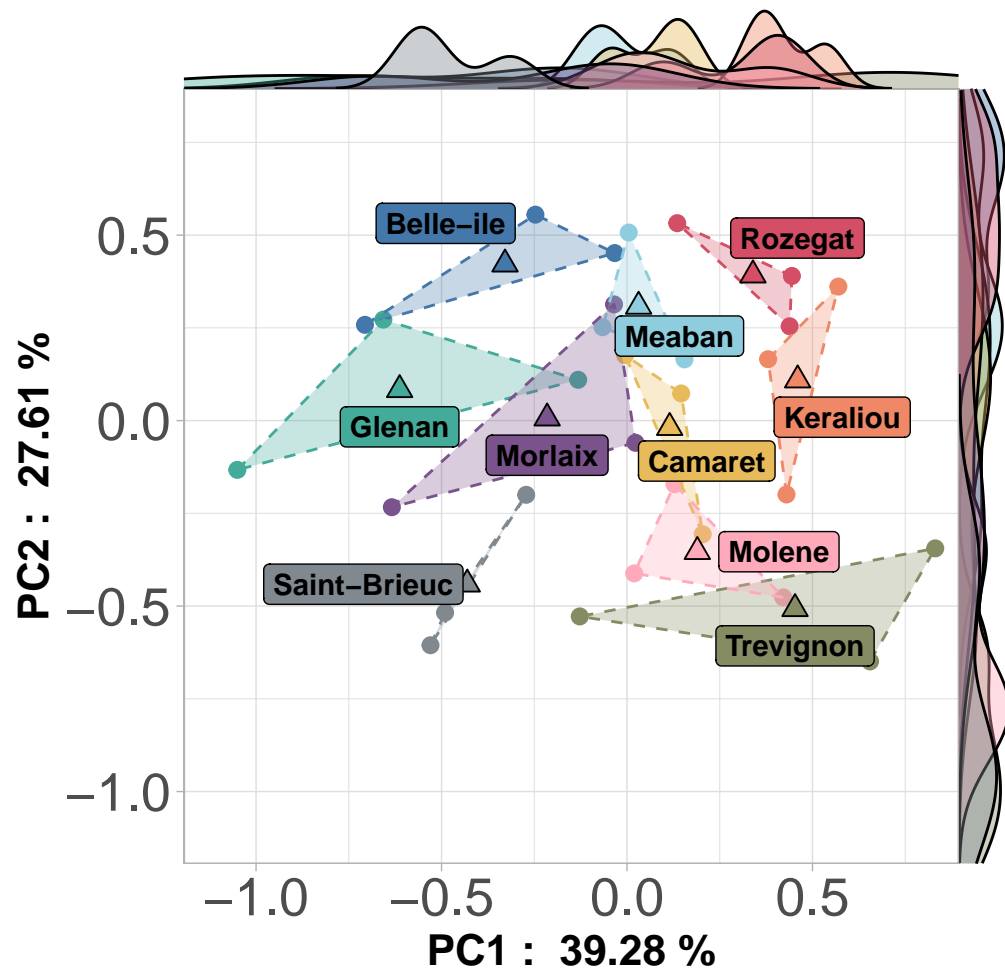 Belle−ile
Rozegat
Meaban
Glenan
Keraliou
Morlaix
Camaret
Molene
Saint−Brieuc
Trevignon
0.5
0.0
−0.5
−1.0
PC2 : 27.61 %
−1.0
−0.5
0.0
0.5
PC1 : 39.28 %